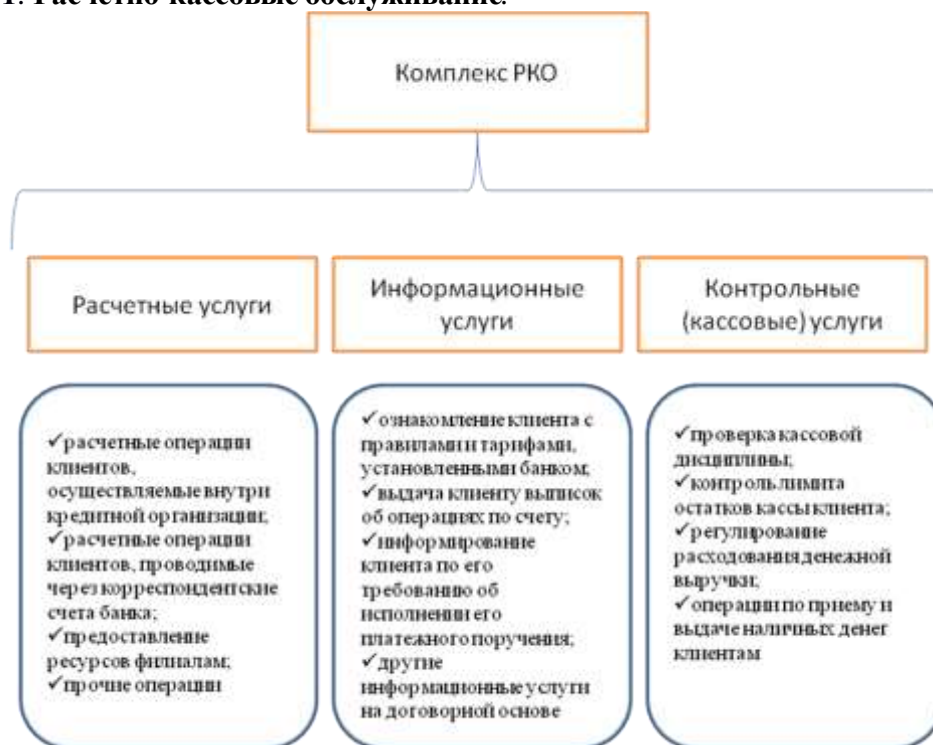 1. Расчетно-кассовые обслуживание.
Комплекс РКО
Расчетные услуги
Информационные
услуги
Контрольные
(кассовые) услуги
✓расчетные операции
клиентов,
осуществляемые внутри
кредитной организации;
✓расчетные операции
клиентов, проводимые
через корреспондентские
счета банка;
✓предоставление
ресурсов филиалам;
✓прочие операции
✓ознакомление клиента с
правилами и тарифами,
установленными банком;
✓выдача клиенту выписок
об операциях по счету;
✓информирование
клиента по его
требованию об
исполнении его
платежного поручения;
✓другие
информационные услуги
на договорной основе
✓проверка кассовой
дисциплины;
✓контроль лимита
остатков кассы клиента;
✓регулирование
расходования денежной
выручки;
✓операции по приему и
выдаче наличных денег
клиентам